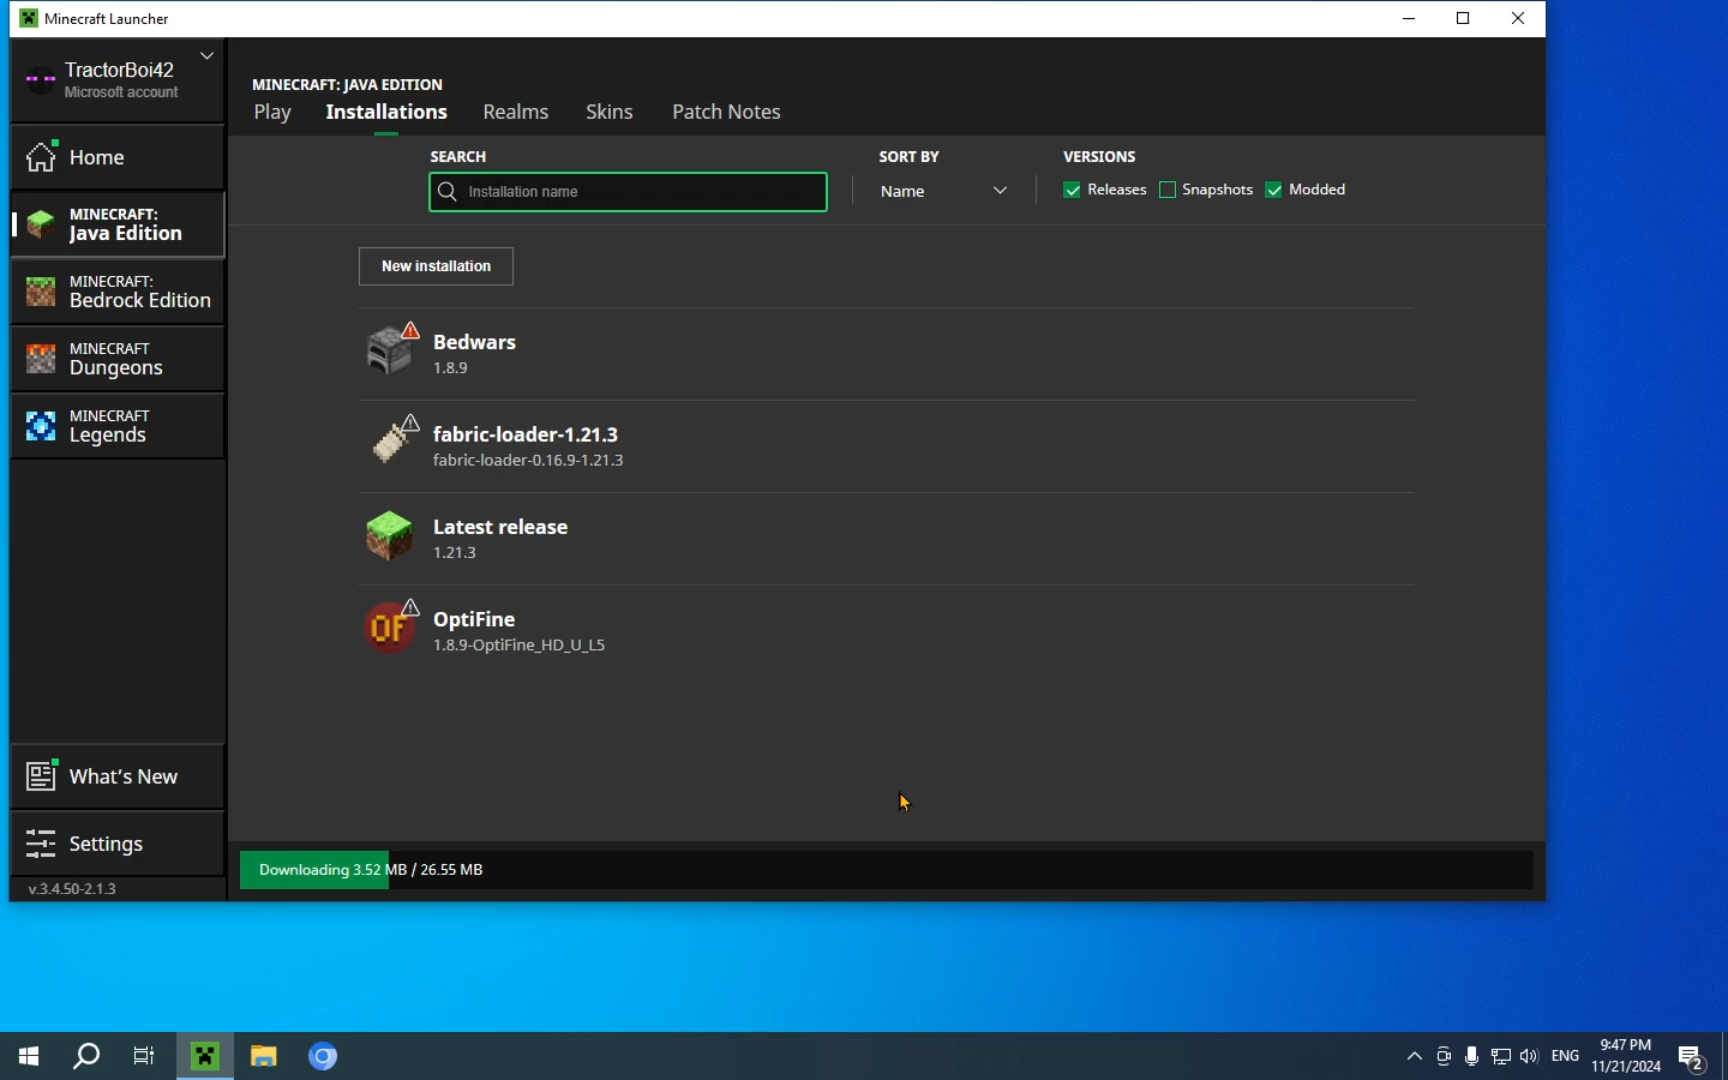 Minecraft Launcher
TractorBoi42
Microsoft account
Home
MINECRAFT:
Java Edition
MINECRAFT:
Bedrock Edition
MINECRAFT
Dungeons
MINECRAFT
Legends
What's New
Settings
v.3.4.50-2.1.3
MINECRAFT: JAVA EDITION
Play Installations Realms Skins Patch Notes
SEARCH SORT BY VERSIONS
Installation name Name Releases Snapshots Modded
New installation
Bedwars
1.8.9
fabric-loader-1.21.3
fabric-loader-0.16.9-1.21.3
Latest release
1.21.3
OF
OptiFine
1.8.9-OptiFine_HD_U_L5
Downloading 3.52 MB / 26.55 MB
ENG
9:47 PM
11/21/2024
2